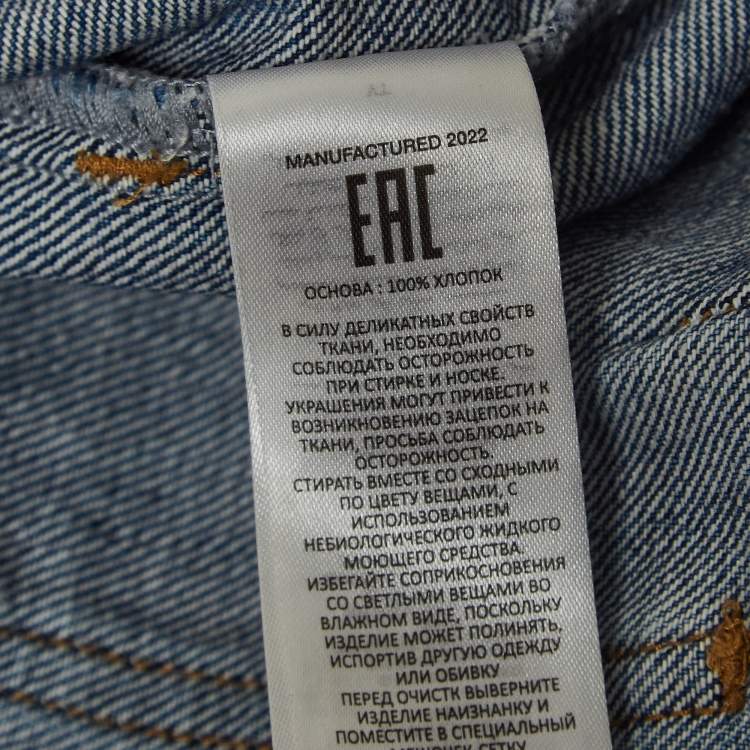 MANUFACTURED 2022
EAC
ОСНОВА : 100% ХЛОПОК
В СИЛУ ДЕЛИКАТНЫХ СВОЙСТВ
ТКАНИ, НЕОБХОДИМО
СОБЛЮДАТЬ ОСТОРОЖНОСТЬ
ПРИ СТИРКЕ И НОСКЕ.
УКРАШЕНИЯ МОГУТ ПРИВЕСТИ К
ВОЗНИКНОВЕНИЮ ЗАЦЕПОК НА
ТКАНИ, ПРОСЬБА СОБЛЮДАТЬ
ОСТОРОЖНОСТЬ.
СТИРАТЬ ВМЕСТЕ СО СХОДНЫМИ
ПО ЦВЕТУ ВЕЩАМИ, С
ИСПОЛЬЗОВАНИЕМ
НЕБИОЛОГИЧЕСКОГО ЖИДКОГО
МОЮЩЕГО СРЕДСТВА.
ИЗБЕГАЙТЕ СОПРИКОСНОВЕНИЯ
СО СВЕТЛЫМИ ВЕЩАМИ ВО
ВЛАЖНОМ ВИДЕ, ПОСКОЛЬКУ
ИЗДЕЛИЕ МОЖЕТ ПОЛИНЯТЬ,
ИСПОРТИВ ДРУГУЮ ОДЕЖДУ
ИЛИ ОБИВКУ
ПЕРЕД ОЧИСТК ВЫВЕРНИТЕ
ИЗДЕЛИЕ НАИЗНАНКУ И
ПОМЕСТИТЕ В СПЕЦИАЛЬНЫЙ
МЕШОЧЕК-СЕТКУ